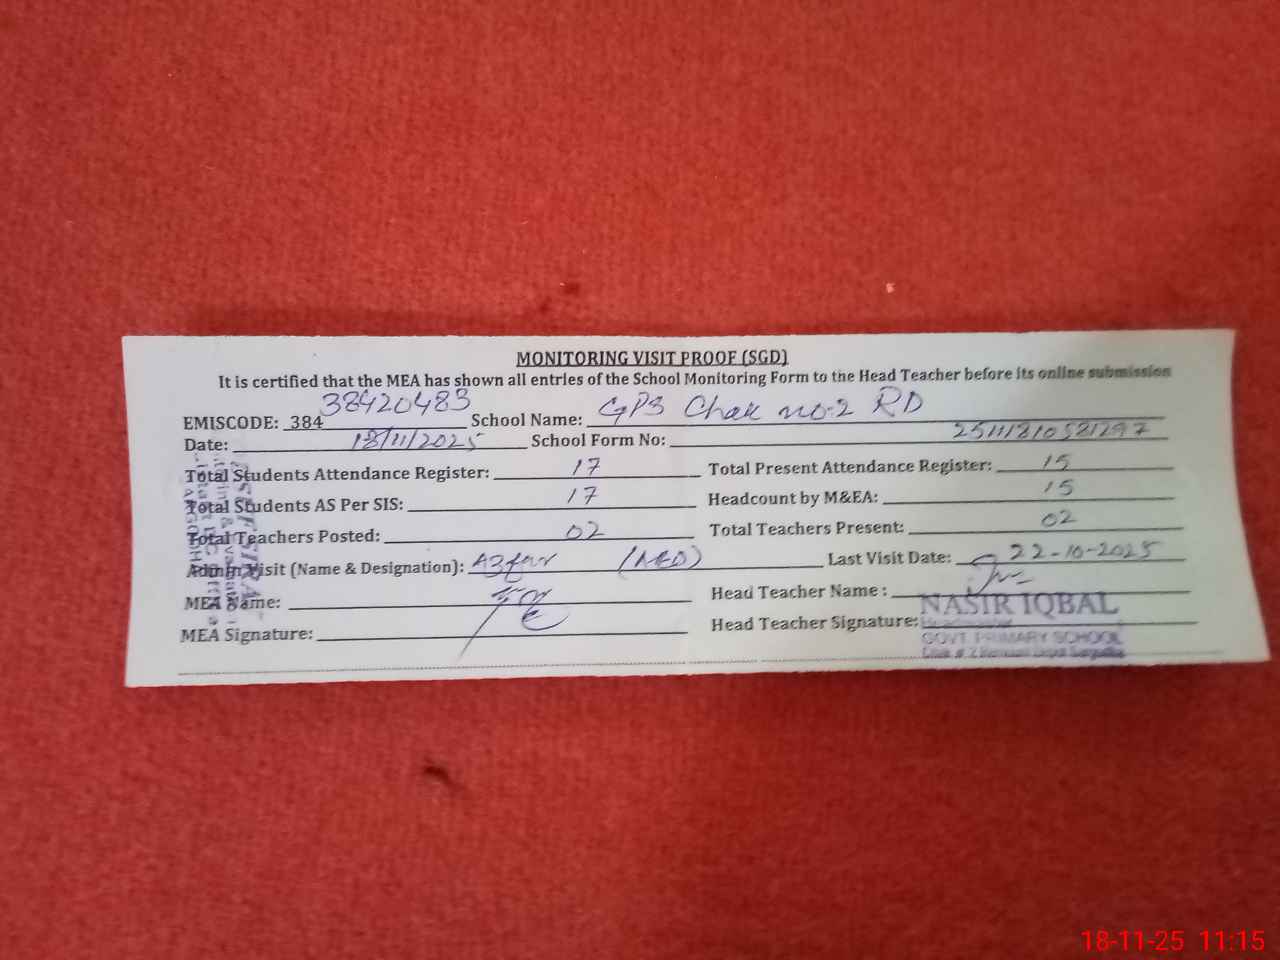 MONITORING VISIT PROOF (SGD)
It is certified that the MEA has shown all entries of the School Monitoring Form to the Head Teacher before its online submission
EMISCODE: 384 38420483 School Name: GPS Chak no.2 RD
Date: 18/11/2025 School Form No: 25111810581297
Total Students Attendance Register: 17 Total Present Attendance Register: 15
Total Students AS Per SIS: 17 Headcount by M&EA: 15
Total Teachers Posted: 02 Total Teachers Present: 02
Admin Visit (Name & Designation): Azfar (AEO) Last Visit Date: 22-10-2025
MEA Name: Head Teacher Name :
MEA Signature: Head Teacher Signature:
NASIR IQBAL
Headmaster
GOVT. PRIMARY SCHOOL
18-11-25 11:15